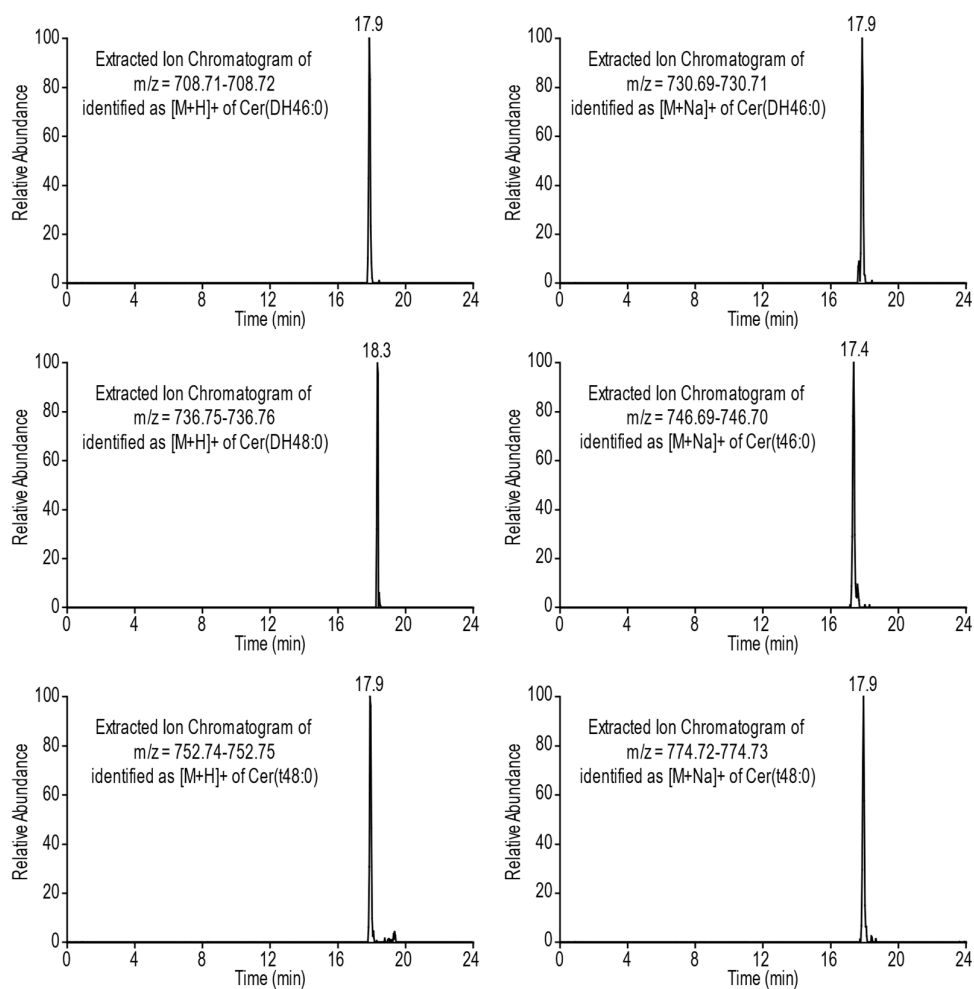 17.9
100
80
60
40
20
0
Relative Abundance
Extracted Ion Chromatogram of
m/z = 708.71-708.72
identified as [M+H]+ of Cer(DH46:0)
0 4 8 12 16 20 24
Time (min)
17.9
100
80
60
40
20
0
Relative Abundance
Extracted Ion Chromatogram of
m/z = 730.69-730.71
identified as [M+Na]+ of Cer(DH46:0)
0 4 8 12 16 20 24
Time (min)
18.3
100
80
60
40
20
0
Relative Abundance
Extracted Ion Chromatogram of
m/z = 736.75-736.76
identified as [M+H]+ of Cer(DH48:0)
0 4 8 12 16 20 24
Time (min)
17.4
100
80
60
40
20
0
Relative Abundance
Extracted Ion Chromatogram of
m/z = 746.69-746.70
identified as [M+Na]+ of Cer(t46:0)
0 4 8 12 16 20 24
Time (min)
17.9
100
80
60
40
20
0
Relative Abundance
Extracted Ion Chromatogram of
m/z = 752.74-752.75
identified as [M+H]+ of Cer(t48:0)
0 4 8 12 16 20 24
Time (min)
17.9
100
80
60
40
20
0
Relative Abundance
Extracted Ion Chromatogram of
m/z = 774.72-774.73
identified as [M+Na]+ of Cer(t48:0)
0 4 8 12 16 20 24
Time (min)